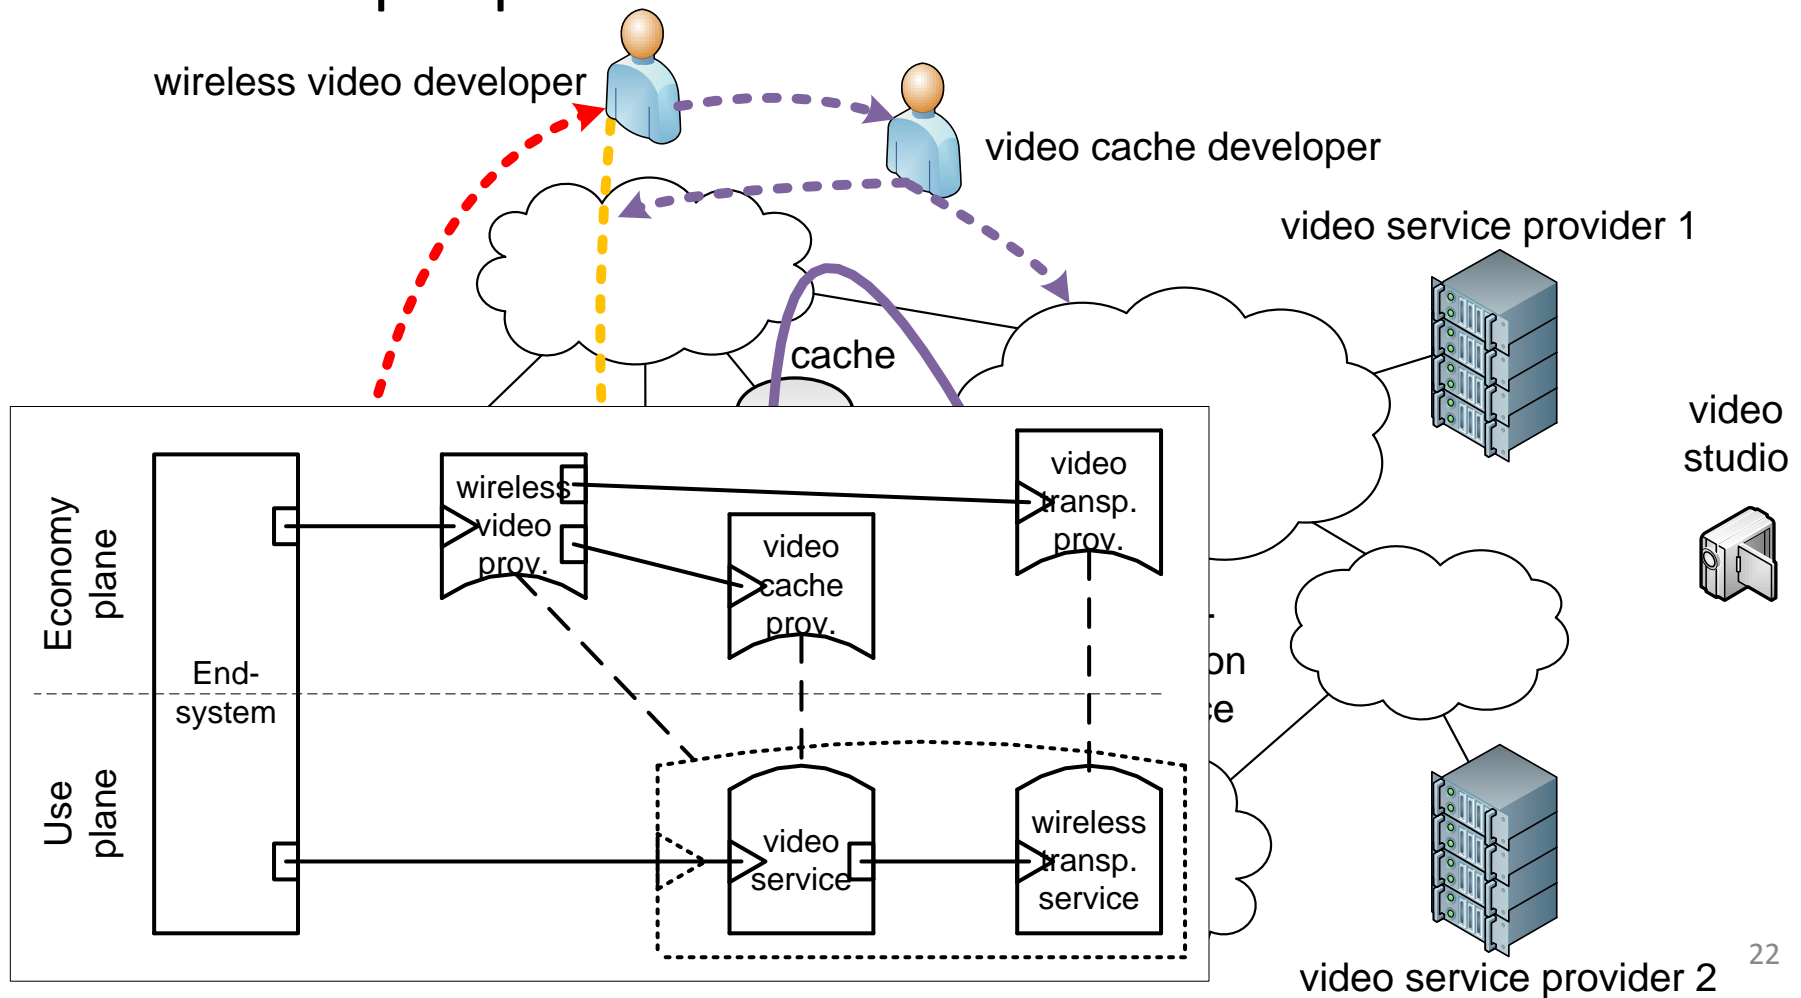 wireless video developer
video cache developer
video service provider 1
cache
video
studio
Economy
plane
Use
plane
End-
system
wireless
video
prov.
video
cache
prov.
video
transp.
prov.
video
service
wireless
transp.
service
video service provider 2
22